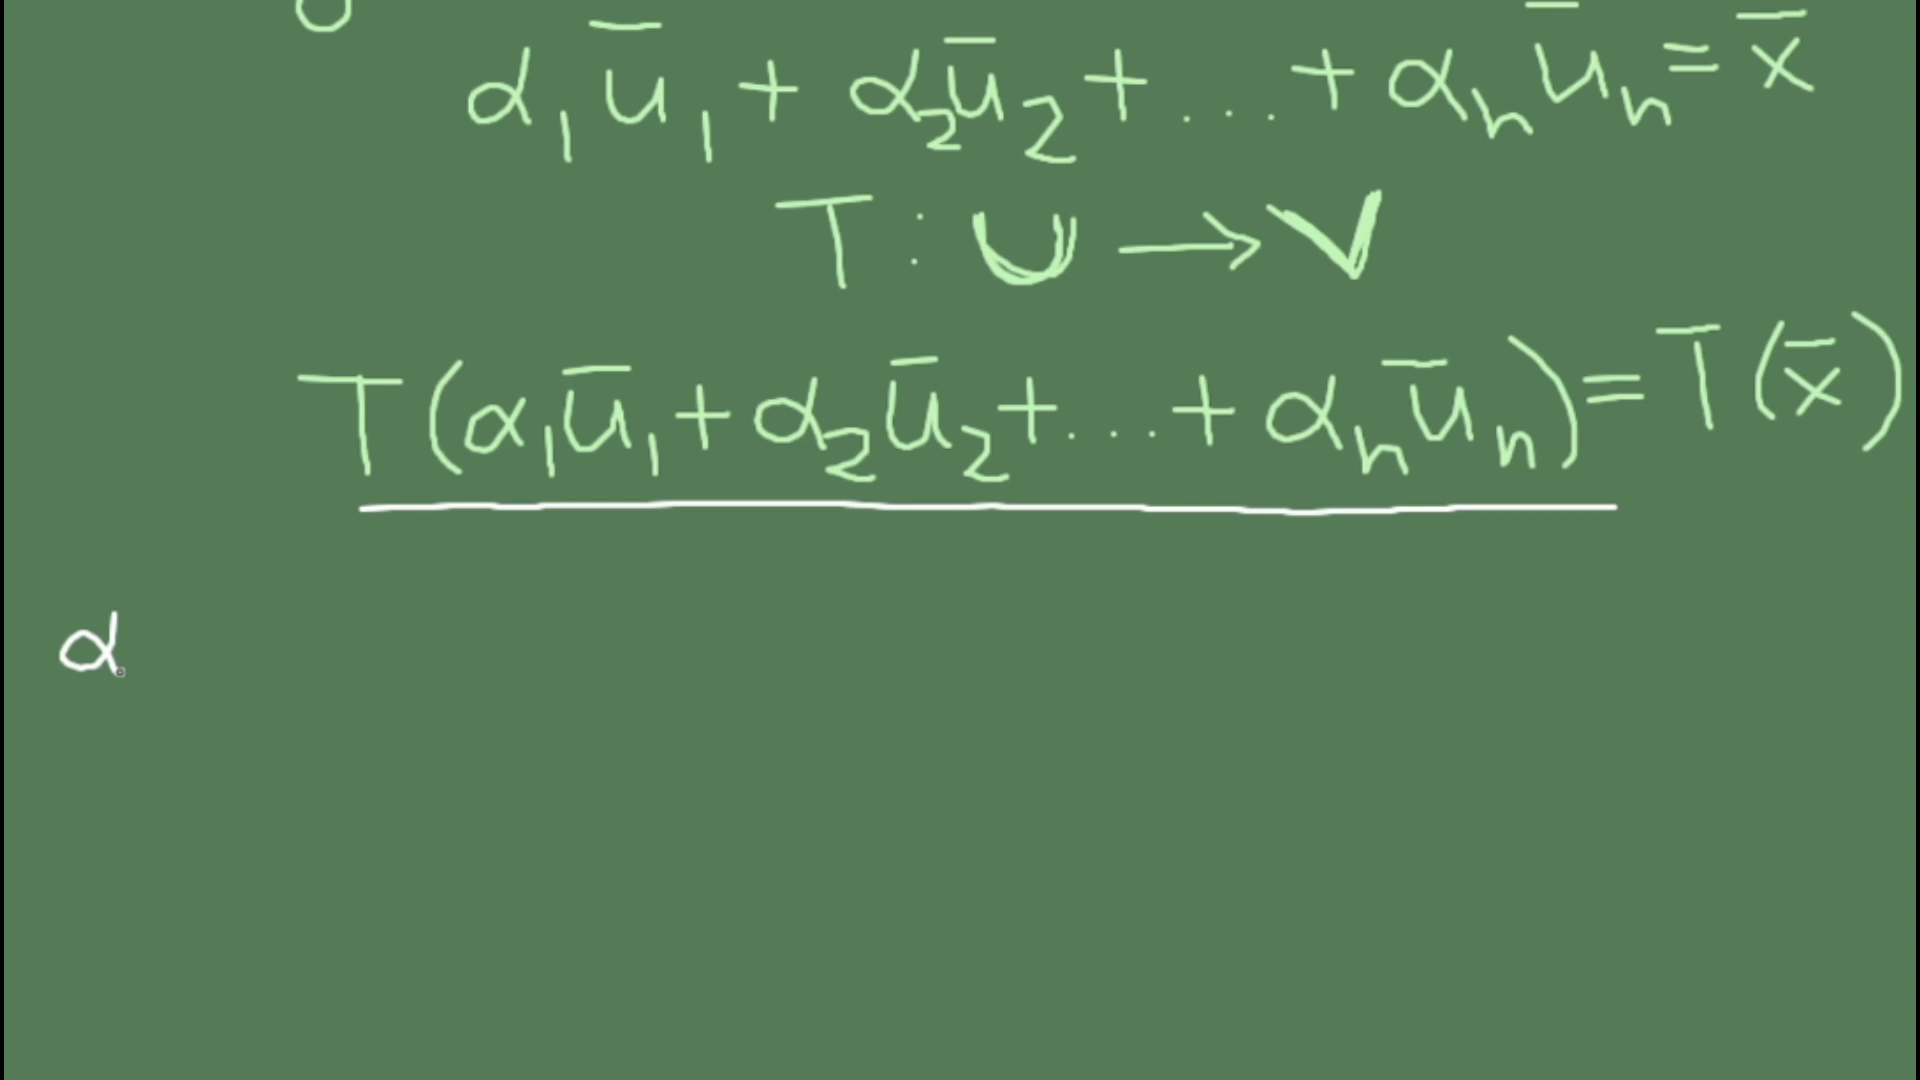 α₁ū₁ + α₂ū₂ + ... + αₙūₙ = x̄
T : U → V
T(α₁ū₁ + α₂ū₂ + ... + αₙūₙ) = T(x̄)
α